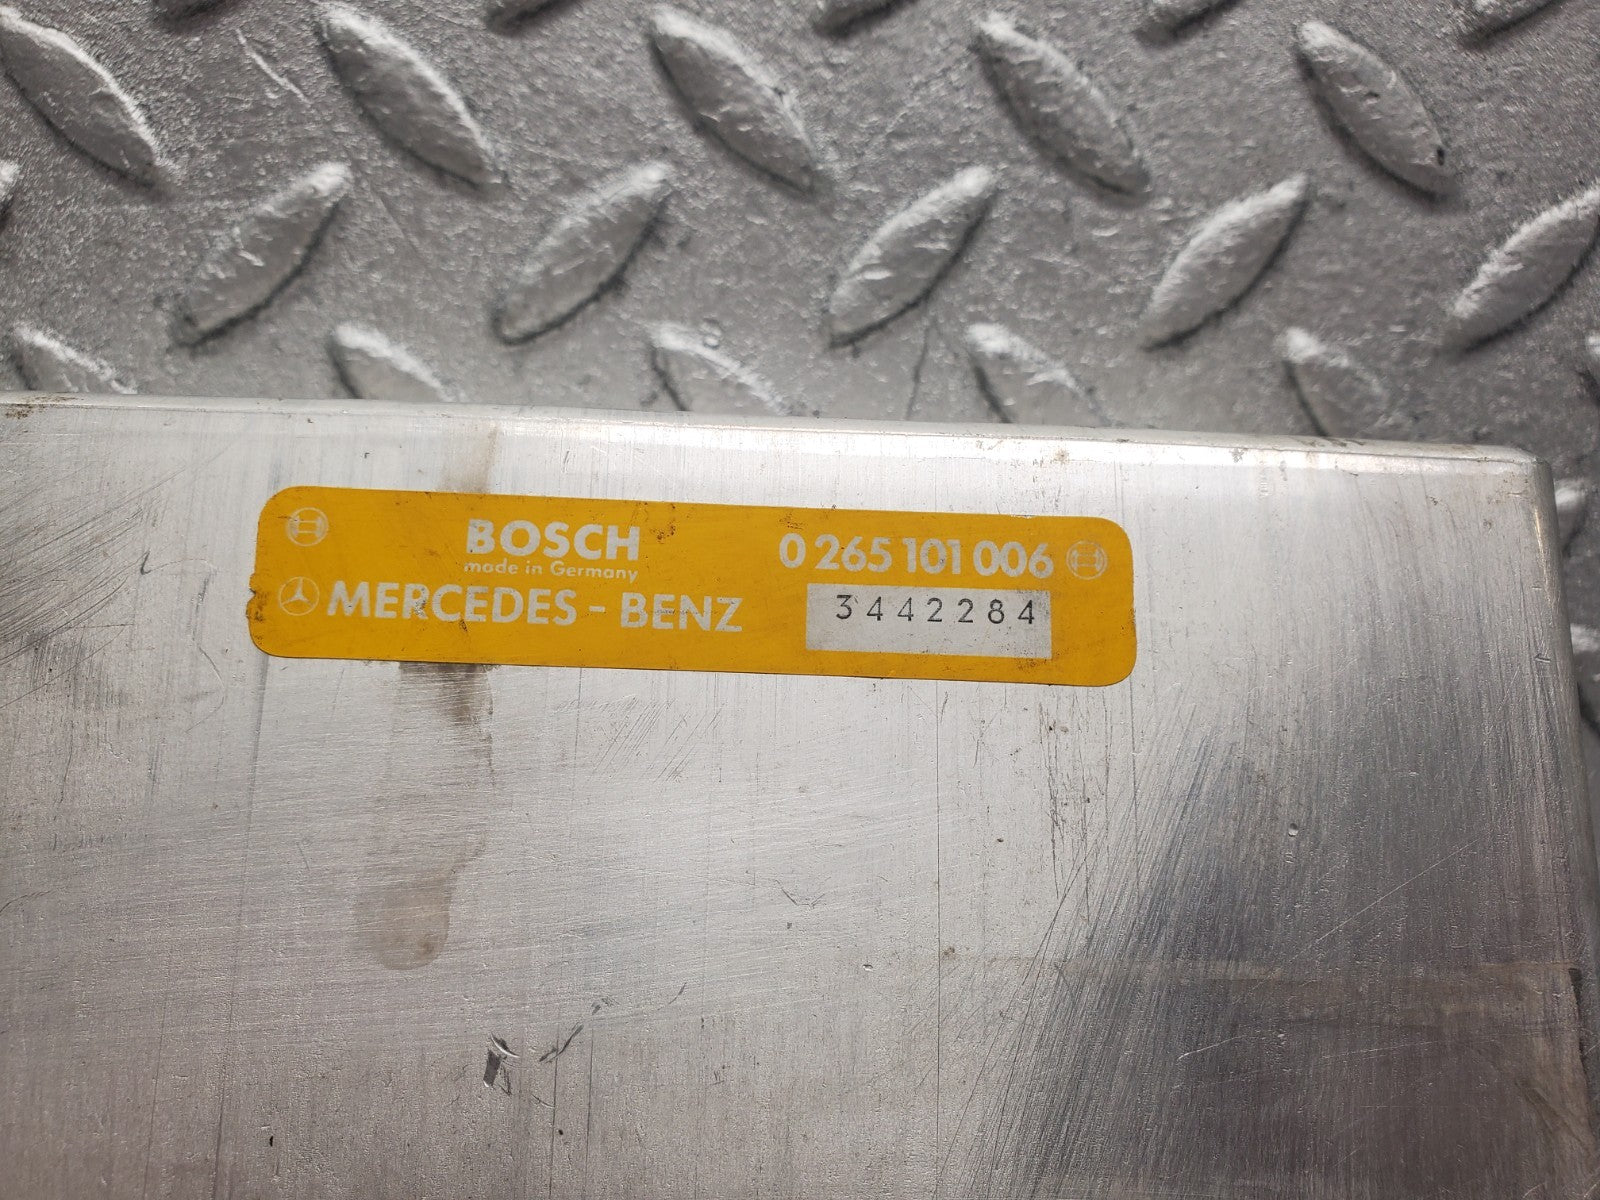 BOSCH 0 265 101 006
made in Germany
MERCEDES - BENZ 3442284